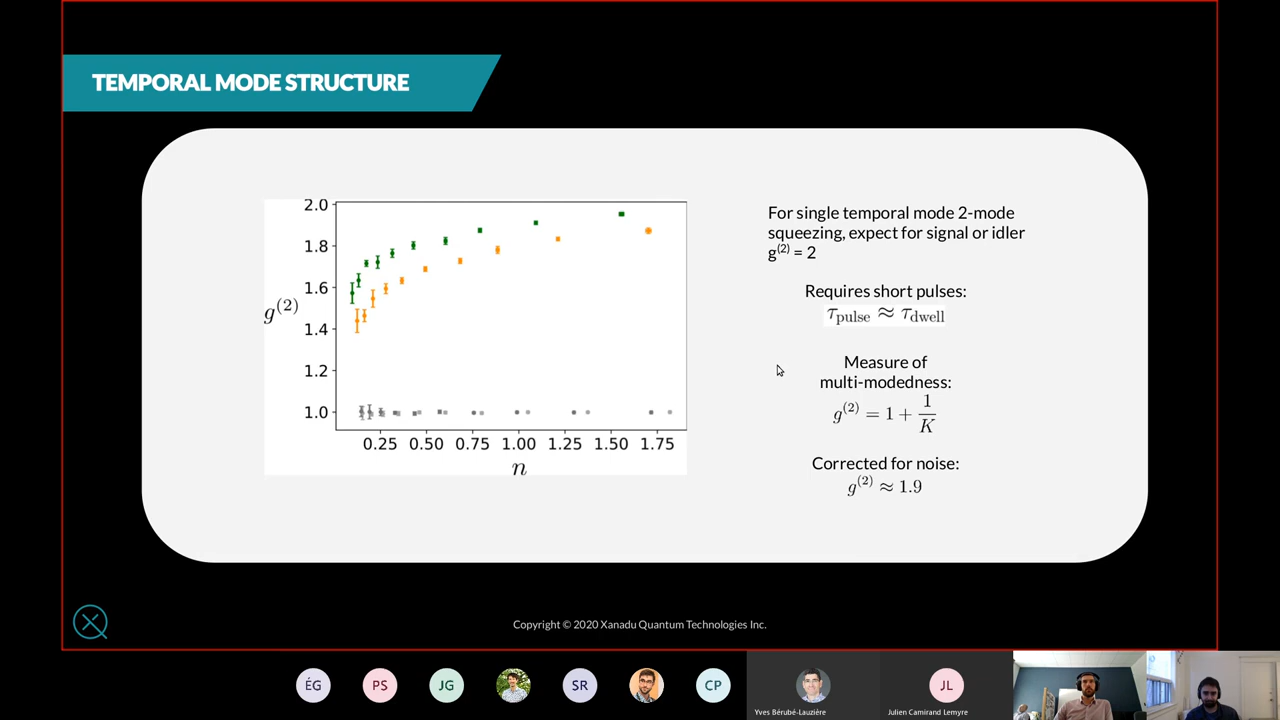 TEMPORAL MODE STRUCTURE
2.0
1.8
1.6
1.4
1.2
1.0
g^{(2)}
0.25 0.50 0.75 1.00 1.25 1.50 1.75
n
For single temporal mode 2-mode
squeezing, expect for signal or idler
g^{(2)} = 2
Requires short pulses:
τ_pulse ≈ τ_dwell
Measure of
multi-modedness:
g^{(2)} = 1 + 1/K
Corrected for noise:
g^{(2)} ≈ 1.9
Copyright © 2020 Xanadu Quantum Technologies Inc.
ÉG PS JG SR CP JL
Yves Bérubé-Lauzière Julien Camirand Lemyre